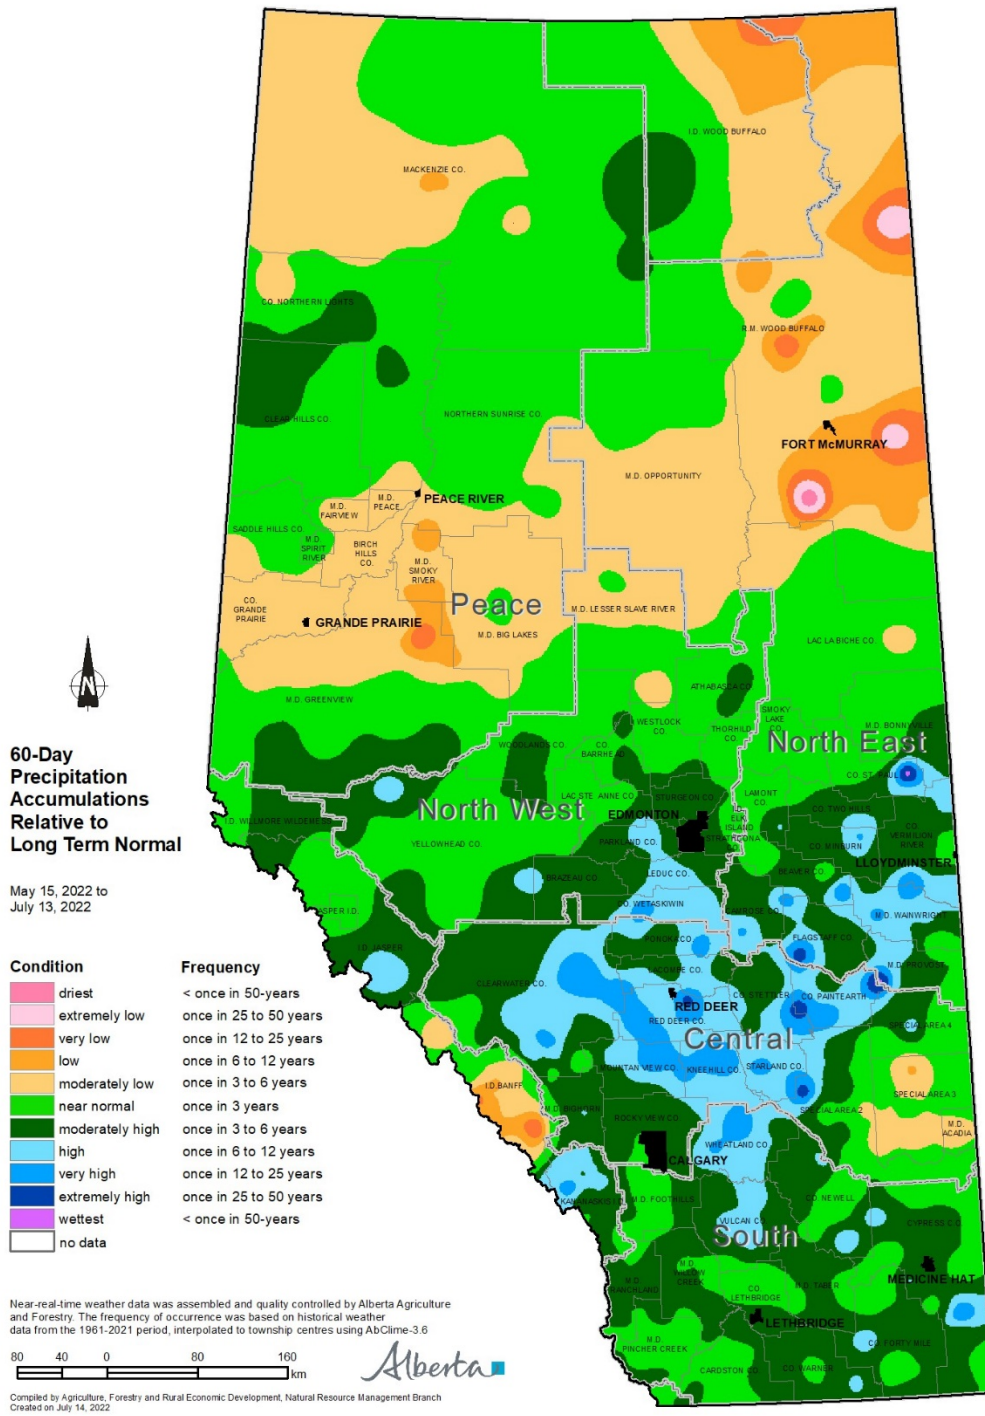 I.D. WOOD BUFFALO
MACKENZIE CO.
CO. NORTHERN LIGHTS
R.M. WOOD BUFFALO
CLEAR HILLS CO.
NORTHERN SUNRISE CO.
FORT McMURRAY
M.D. OPPORTUNITY
M.D.
PEACE
PEACE RIVER
M.D.
FAIRVIEW
SADDLE HILLS CO.
M.D.
SPIRIT
RIVER
BIRCH
HILLS
CO.
M.D.
SMOKY
RIVER
Peace
CO.
GRANDE
PRAIRIE
GRANDE PRAIRIE
M.D. BIG LAKES
M.D. LESSER SLAVE RIVER
LAC LA BICHE CO.
M.D. GREENVIEW
ATHABASCA CO.
SMOKY
LAKE
CO.
WESTLOCK
CO.
THORHILD
CO.
M.D. BONNYVILLE
WOODLANDS CO.
CO.
BARRHEAD
North East
CO. ST. PAUL
North West
LAC STE. ANNE CO.
STURGEON CO.
LAMONT
CO.
CO. TWO HILLS
I.D. WILLMORE WILDERNESS
EDMONTON
I.D.
ELK
ISLAND
STRATHCONA
CO.
VERMILION
RIVER
YELLOWHEAD CO.
PARKLAND CO.
CO. MINBURN
LLOYDMINSTER
BRAZEAU CO.
LEDUC CO.
BEAVER CO.
JASPER I.D.
CO. WETASKIWIN
CAMROSE CO.
M.D. WAINWRIGHT
I.D. JASPER
PONOKA CO.
FLAGSTAFF CO.
CLEARWATER CO.
LACOMBE CO.
M.D. PROVOST
RED DEER
CO. STETTLER
CO. PAINTEARTH
RED DEER CO.
SPECIAL AREA 4
Central
MOUNTAIN VIEW CO.
KNEEHILL CO.
STARLAND CO.
I.D. BANFF
SPECIAL AREA 3
M.D. BIGHORN
ROCKY VIEW CO.
SPECIAL AREA 2
M.D.
ACADIA
WHEATLAND CO.
CALGARY
KANANASKIS I.D.
M.D. FOOTHILLS
CO. NEWELL
VULCAN CO.
CYPRESS CO.
South
M.D.
WILLOW
CREEK
M.D.
RANCHLAND
MEDICINE HAT
M.D. TABER
CO.
LETHBRIDGE
LETHBRIDGE
M.D.
PINCHER CREEK
CO. FORTY MILE
CARDSTON CO.
CO. WARNER
N
60-Day
Precipitation
Accumulations
Relative to
Long Term Normal
May 15, 2022 to
July 13, 2022
Condition Frequency
driest < once in 50-years
extremely low once in 25 to 50 years
very low once in 12 to 25 years
low once in 6 to 12 years
moderately low once in 3 to 6 years
near normal once in 3 years
moderately high once in 3 to 6 years
high once in 6 to 12 years
very high once in 12 to 25 years
extremely high once in 25 to 50 years
wettest < once in 50-years
no data
Near-real-time weather data was assembled and quality controlled by Alberta Agriculture
and Forestry. The frequency of occurrence was based on historical weather
data from the 1961-2021 period, interpolated to township centres using AbClime-3.6
80 40 0 80 160
km
Alberta
Compiled by Agriculture, Forestry and Rural Economic Development, Natural Resource Management Branch
Created on July 14, 2022